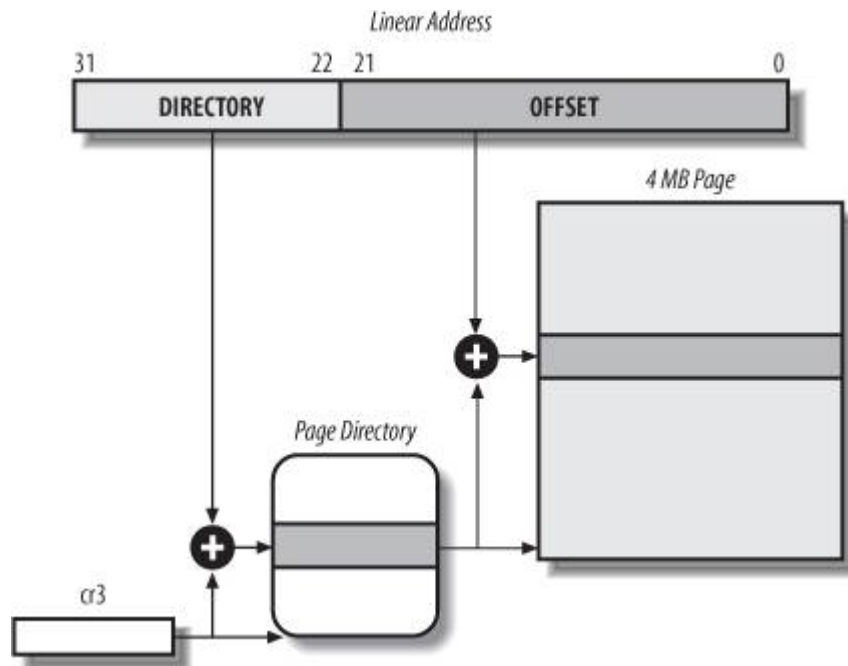 Linear Address
31 22 21 0
DIRECTORY OFFSET
4 MB Page
Page Directory
cr3